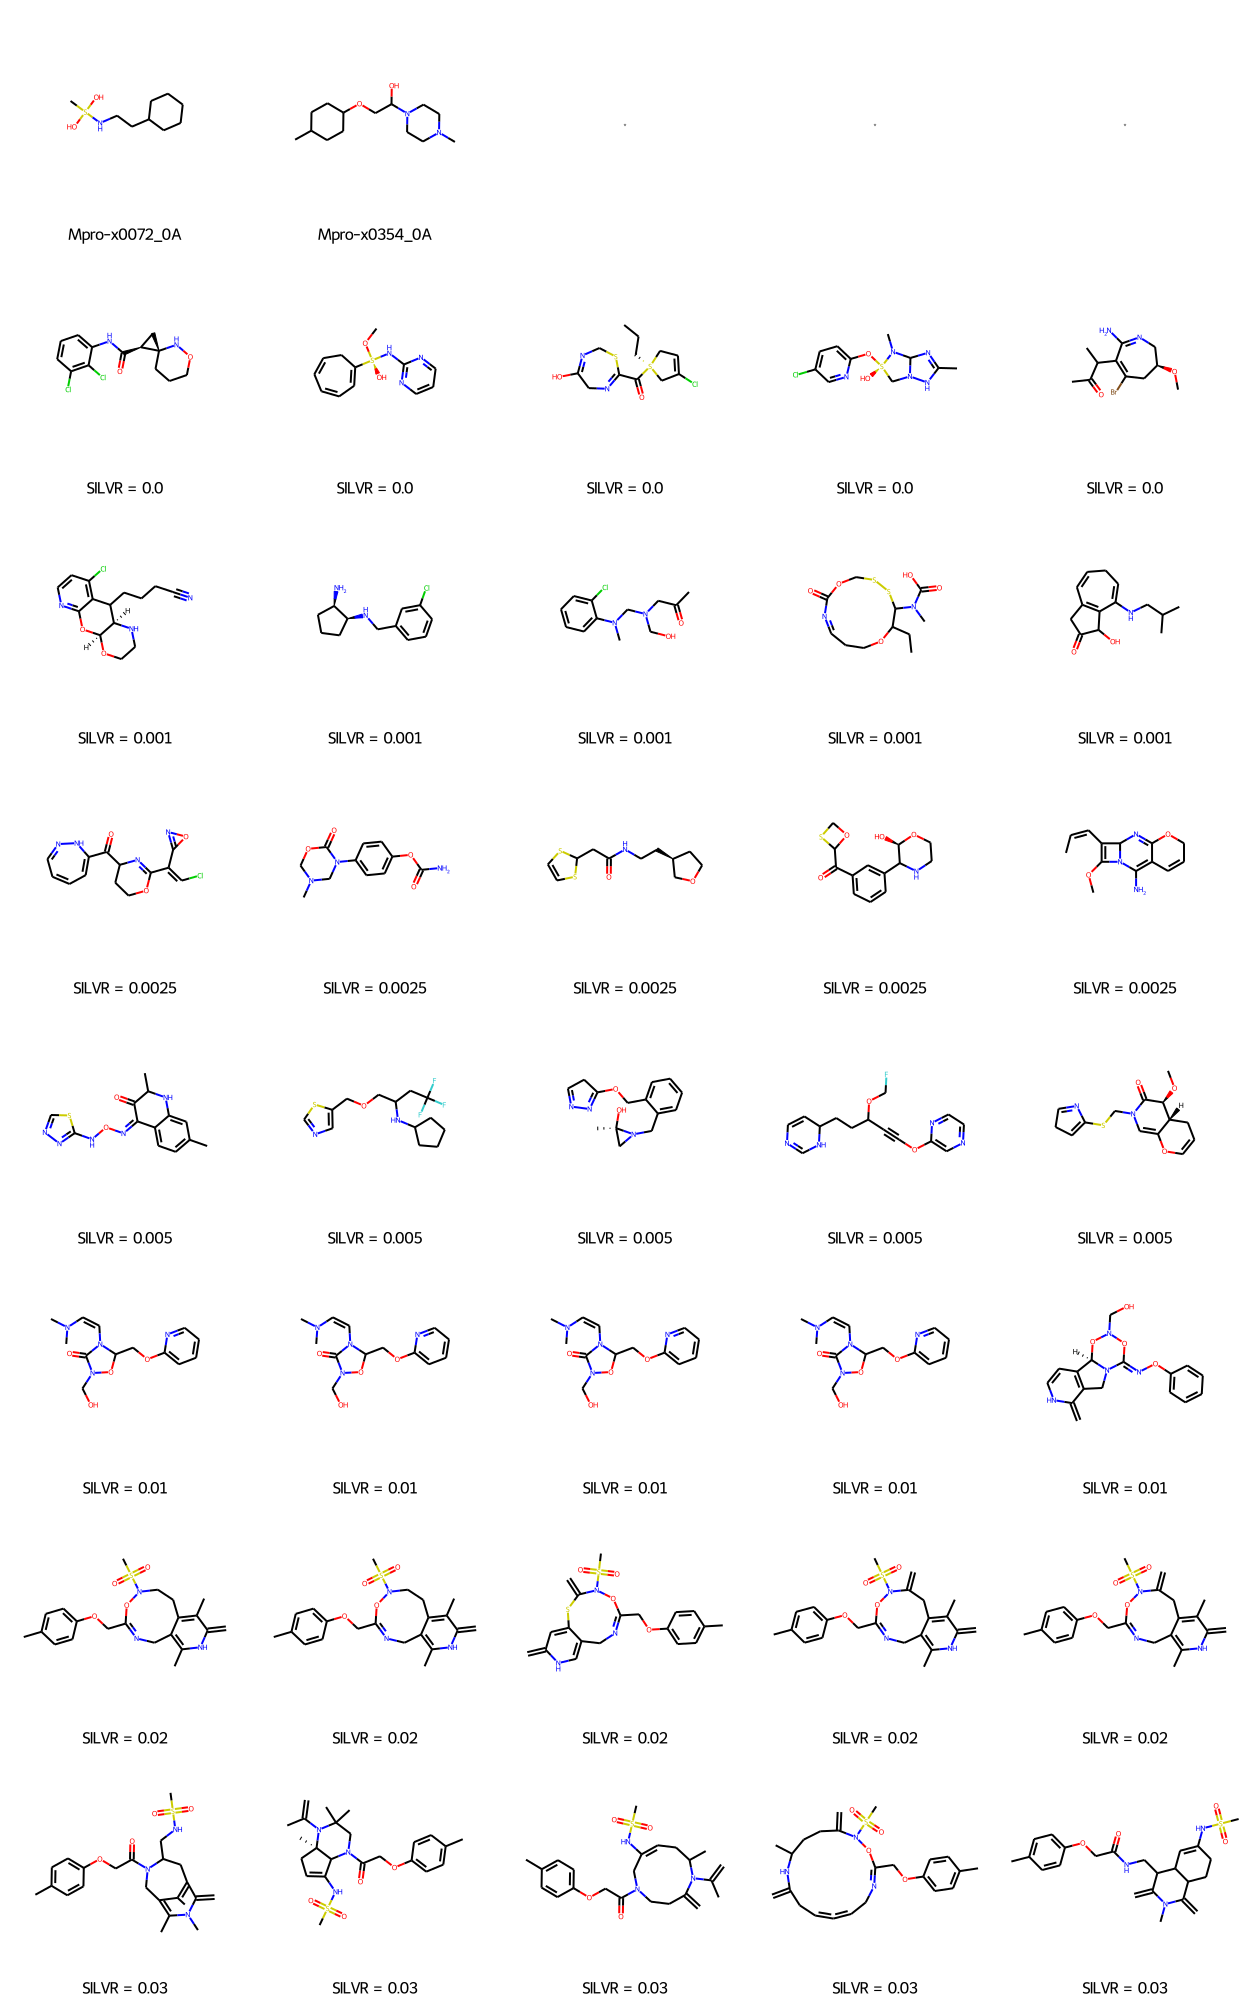 Mpro-x0072_0A Mpro-x0354_0A
SILVR = 0.0 SILVR = 0.0 SILVR = 0.0 SILVR = 0.0 SILVR = 0.0
SILVR = 0.001 SILVR = 0.001 SILVR = 0.001 SILVR = 0.001 SILVR = 0.001
SILVR = 0.0025 SILVR = 0.0025 SILVR = 0.0025 SILVR = 0.0025 SILVR = 0.0025
SILVR = 0.005 SILVR = 0.005 SILVR = 0.005 SILVR = 0.005 SILVR = 0.005
SILVR = 0.01 SILVR = 0.01 SILVR = 0.01 SILVR = 0.01 SILVR = 0.01
SILVR = 0.02 SILVR = 0.02 SILVR = 0.02 SILVR = 0.02 SILVR = 0.02
SILVR = 0.03 SILVR = 0.03 SILVR = 0.03 SILVR = 0.03 SILVR = 0.03